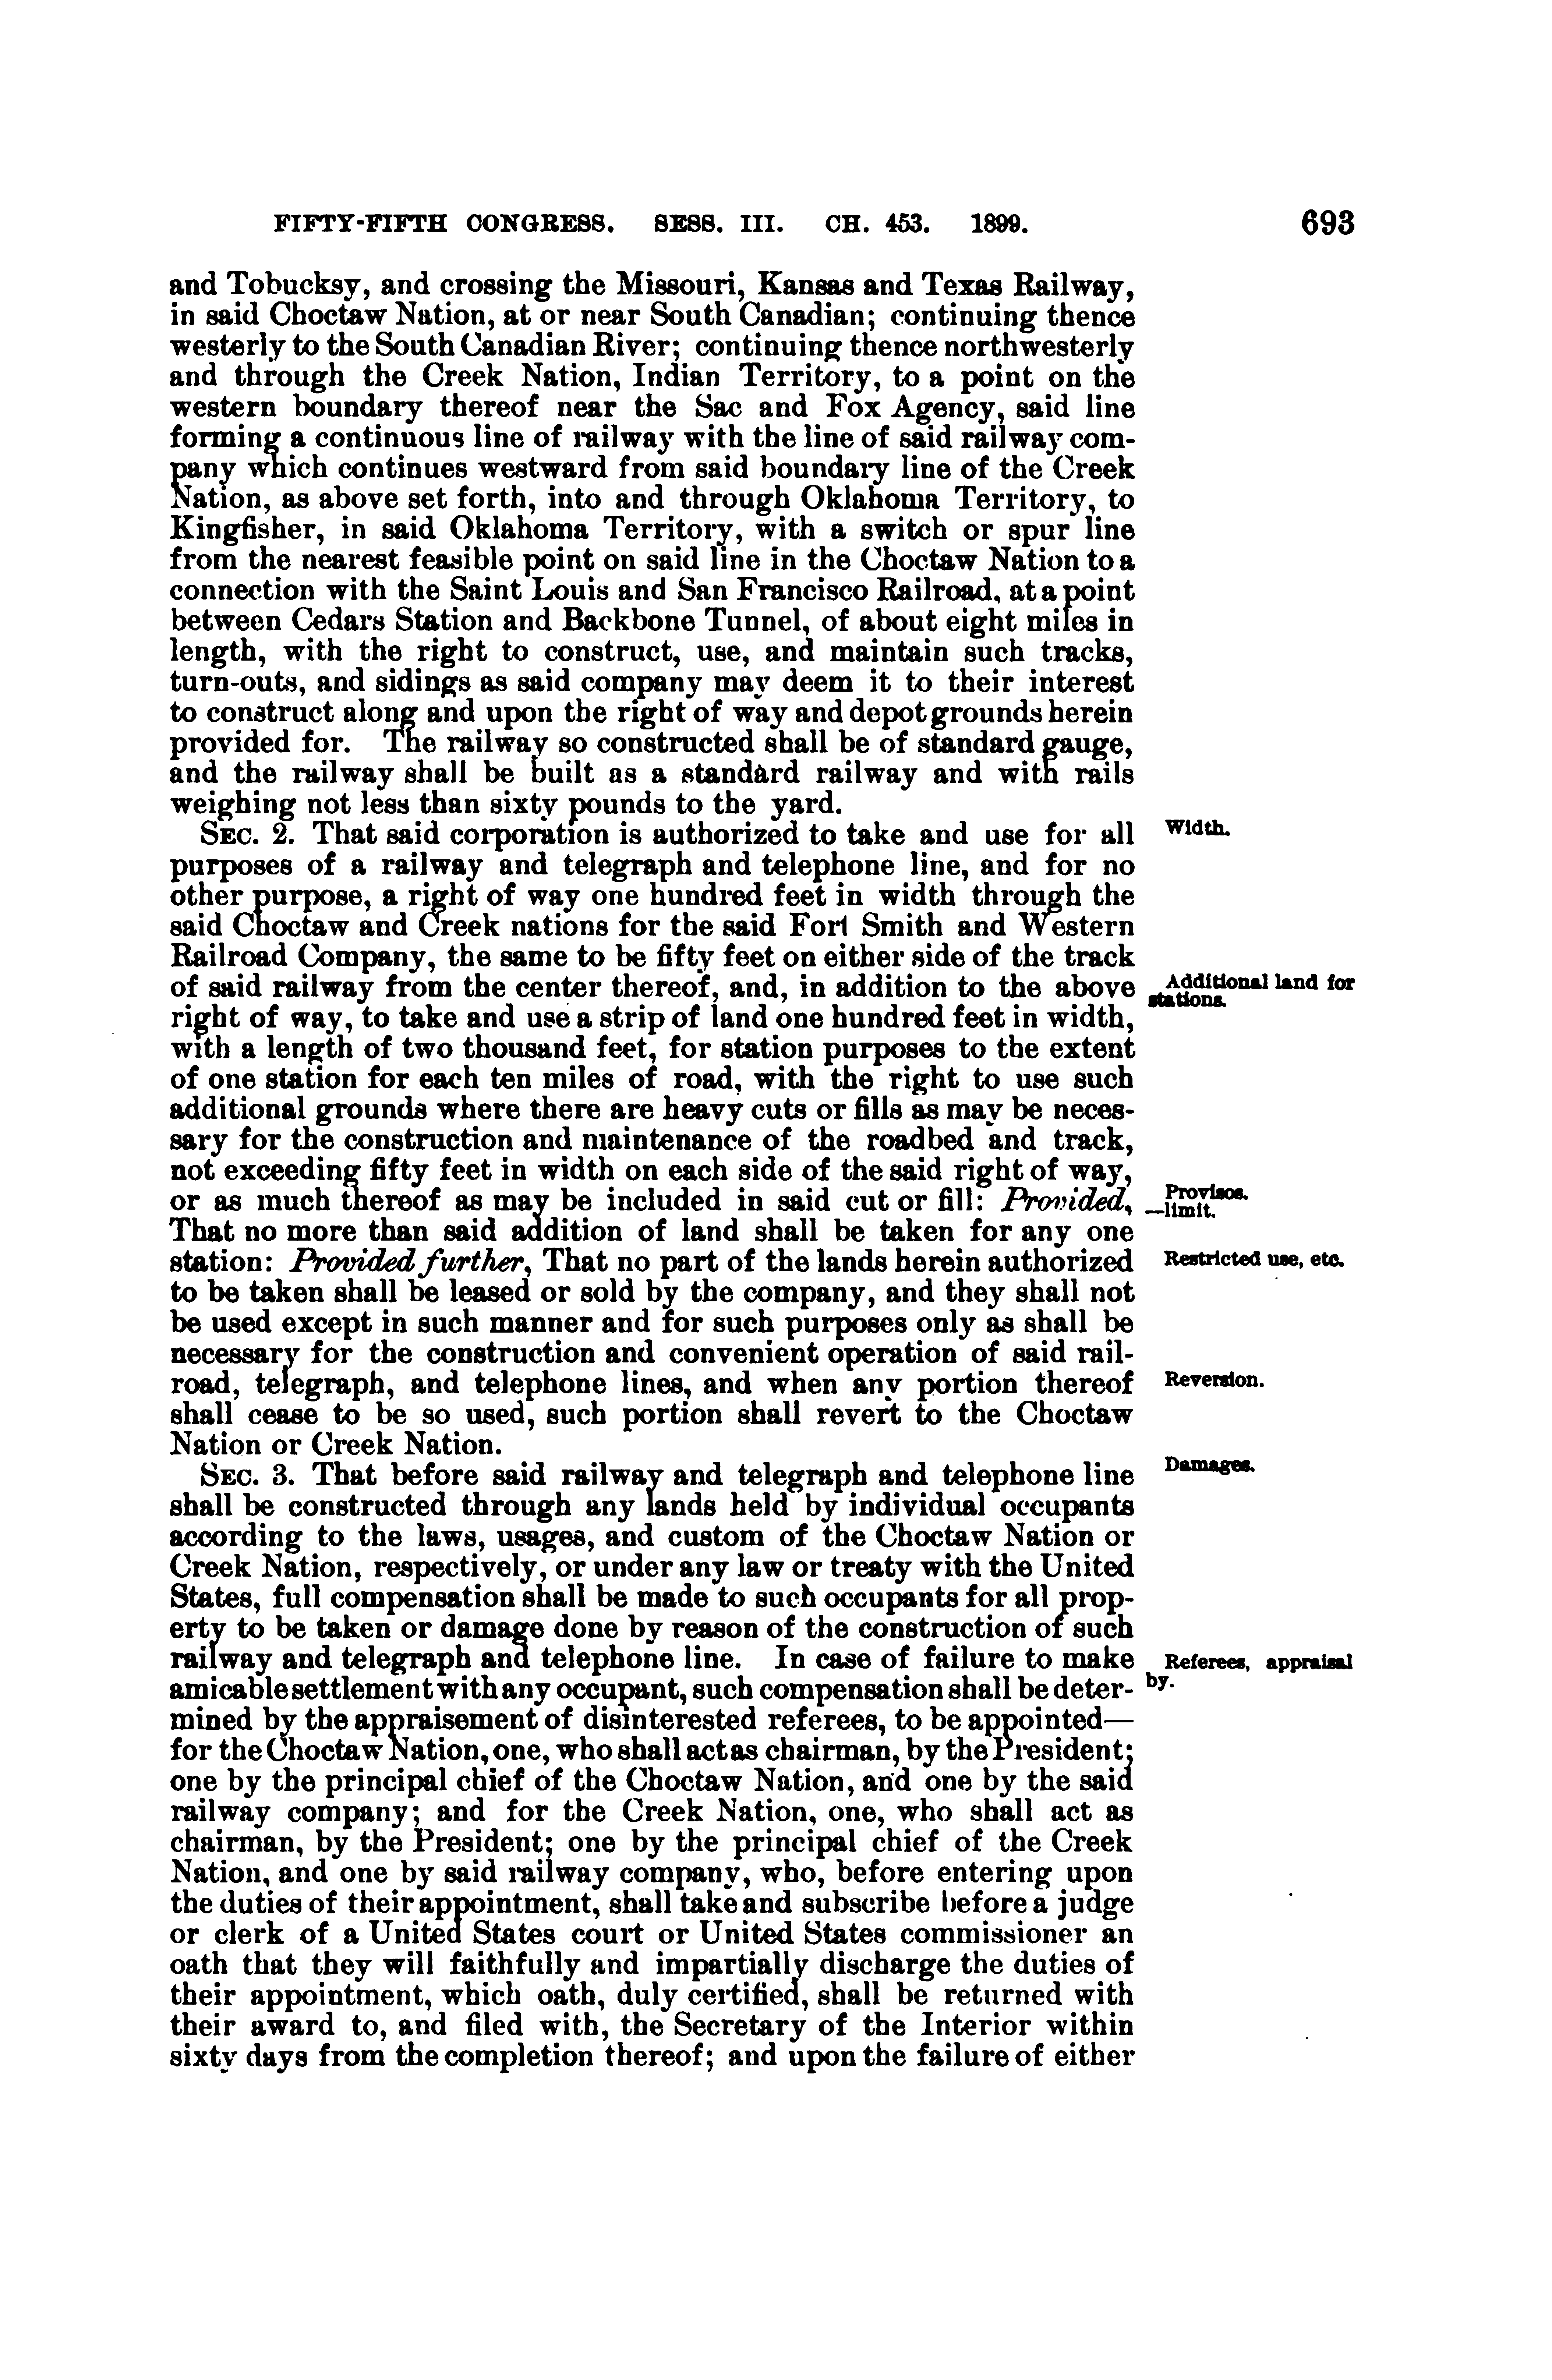 FIFTY-FIFTH CONGRESS. SESS. III. CH. 453. 1899. 693
and Tobucksy, and crossing the Missouri, Kansas and Texas Railway,
in said Choctaw Nation, at or near South Canadian; continuing thence
westerly to the South Canadian River; continuing thence northwesterly
and through the Creek Nation, Indian Territory, to a point on the
western boundary thereof near the Sac and Fox Agency, said line
forming a continuous line of railway with the line of said railway com-
pany which continues westward from said boundary line of the Creek
Nation, as above set forth, into and through Oklahoma Territory, to
Kingfisher, in said Oklahoma Territory, with a switch or spur line
from the nearest feasible point on said line in the Choctaw Nation to a
connection with the Saint Louis and San Francisco Railroad, at a point
between Cedars Station and Backbone Tunnel, of about eight miles in
length, with the right to construct, use, and maintain such tracks,
turn-outs, and sidings as said company may deem it to their interest
to construct along and upon the right of way and depot grounds herein
provided for. The railway so constructed shall be of standard gauge,
and the railway shall be built as a standard railway and with rails
weighing not less than sixty pounds to the yard.
SEC. 2. That said corporation is authorized to take and use for all
Width.
purposes of a railway and telegraph and telephone line, and for no
other purpose, a right of way one hundred feet in width through the
said Choctaw and Creek nations for the said Fort Smith and Western
Railroad Company, the same to be fifty feet on either side of the track
of said railway from the center thereof, and, in addition to the above
Additional land for
stations.
right of way, to take and use a strip of land one hundred feet in width,
with a length of two thousand feet, for station purposes to the extent
of one station for each ten miles of road, with the right to use such
additional grounds where there are heavy cuts or fills as may be neces-
sary for the construction and maintenance of the roadbed and track,
not exceeding fifty feet in width on each side of the said right of way,
or as much thereof as may be included in said cut or fill: Provided,
Provisos.
—limit.
That no more than said addition of land shall be taken for any one
station: Provided further, That no part of the lands herein authorized
Restricted use, etc.
to be taken shall be leased or sold by the company, and they shall not
be used except in such manner and for such purposes only as shall be
necessary for the construction and convenient operation of said rail-
road, telegraph, and telephone lines, and when any portion thereof
Reversion.
shall cease to be so used, such portion shall revert to the Choctaw
Nation or Creek Nation.
SEC. 3. That before said railway and telegraph and telephone line
Damages.
shall be constructed through any lands held by individual occupants
according to the laws, usages, and custom of the Choctaw Nation or
Creek Nation, respectively, or under any law or treaty with the United
States, full compensation shall be made to such occupants for all prop-
erty to be taken or damage done by reason of the construction of such
railway and telegraph and telephone line. In case of failure to make
Referees, appraisal
by.
amicable settlement with any occupant, such compensation shall be deter-
mined by the appraisement of disinterested referees, to be appointed—
for the Choctaw Nation, one, who shall act as chairman, by the President;
one by the principal chief of the Choctaw Nation, and one by the said
railway company; and for the Creek Nation, one, who shall act as
chairman, by the President; one by the principal chief of the Creek
Nation, and one by said railway company, who, before entering upon
the duties of their appointment, shall take and subscribe before a judge
or clerk of a United States court or United States commissioner an
oath that they will faithfully and impartially discharge the duties of
their appointment, which oath, duly certified, shall be returned with
their award to, and filed with, the Secretary of the Interior within
sixty days from the completion thereof; and upon the failure of either